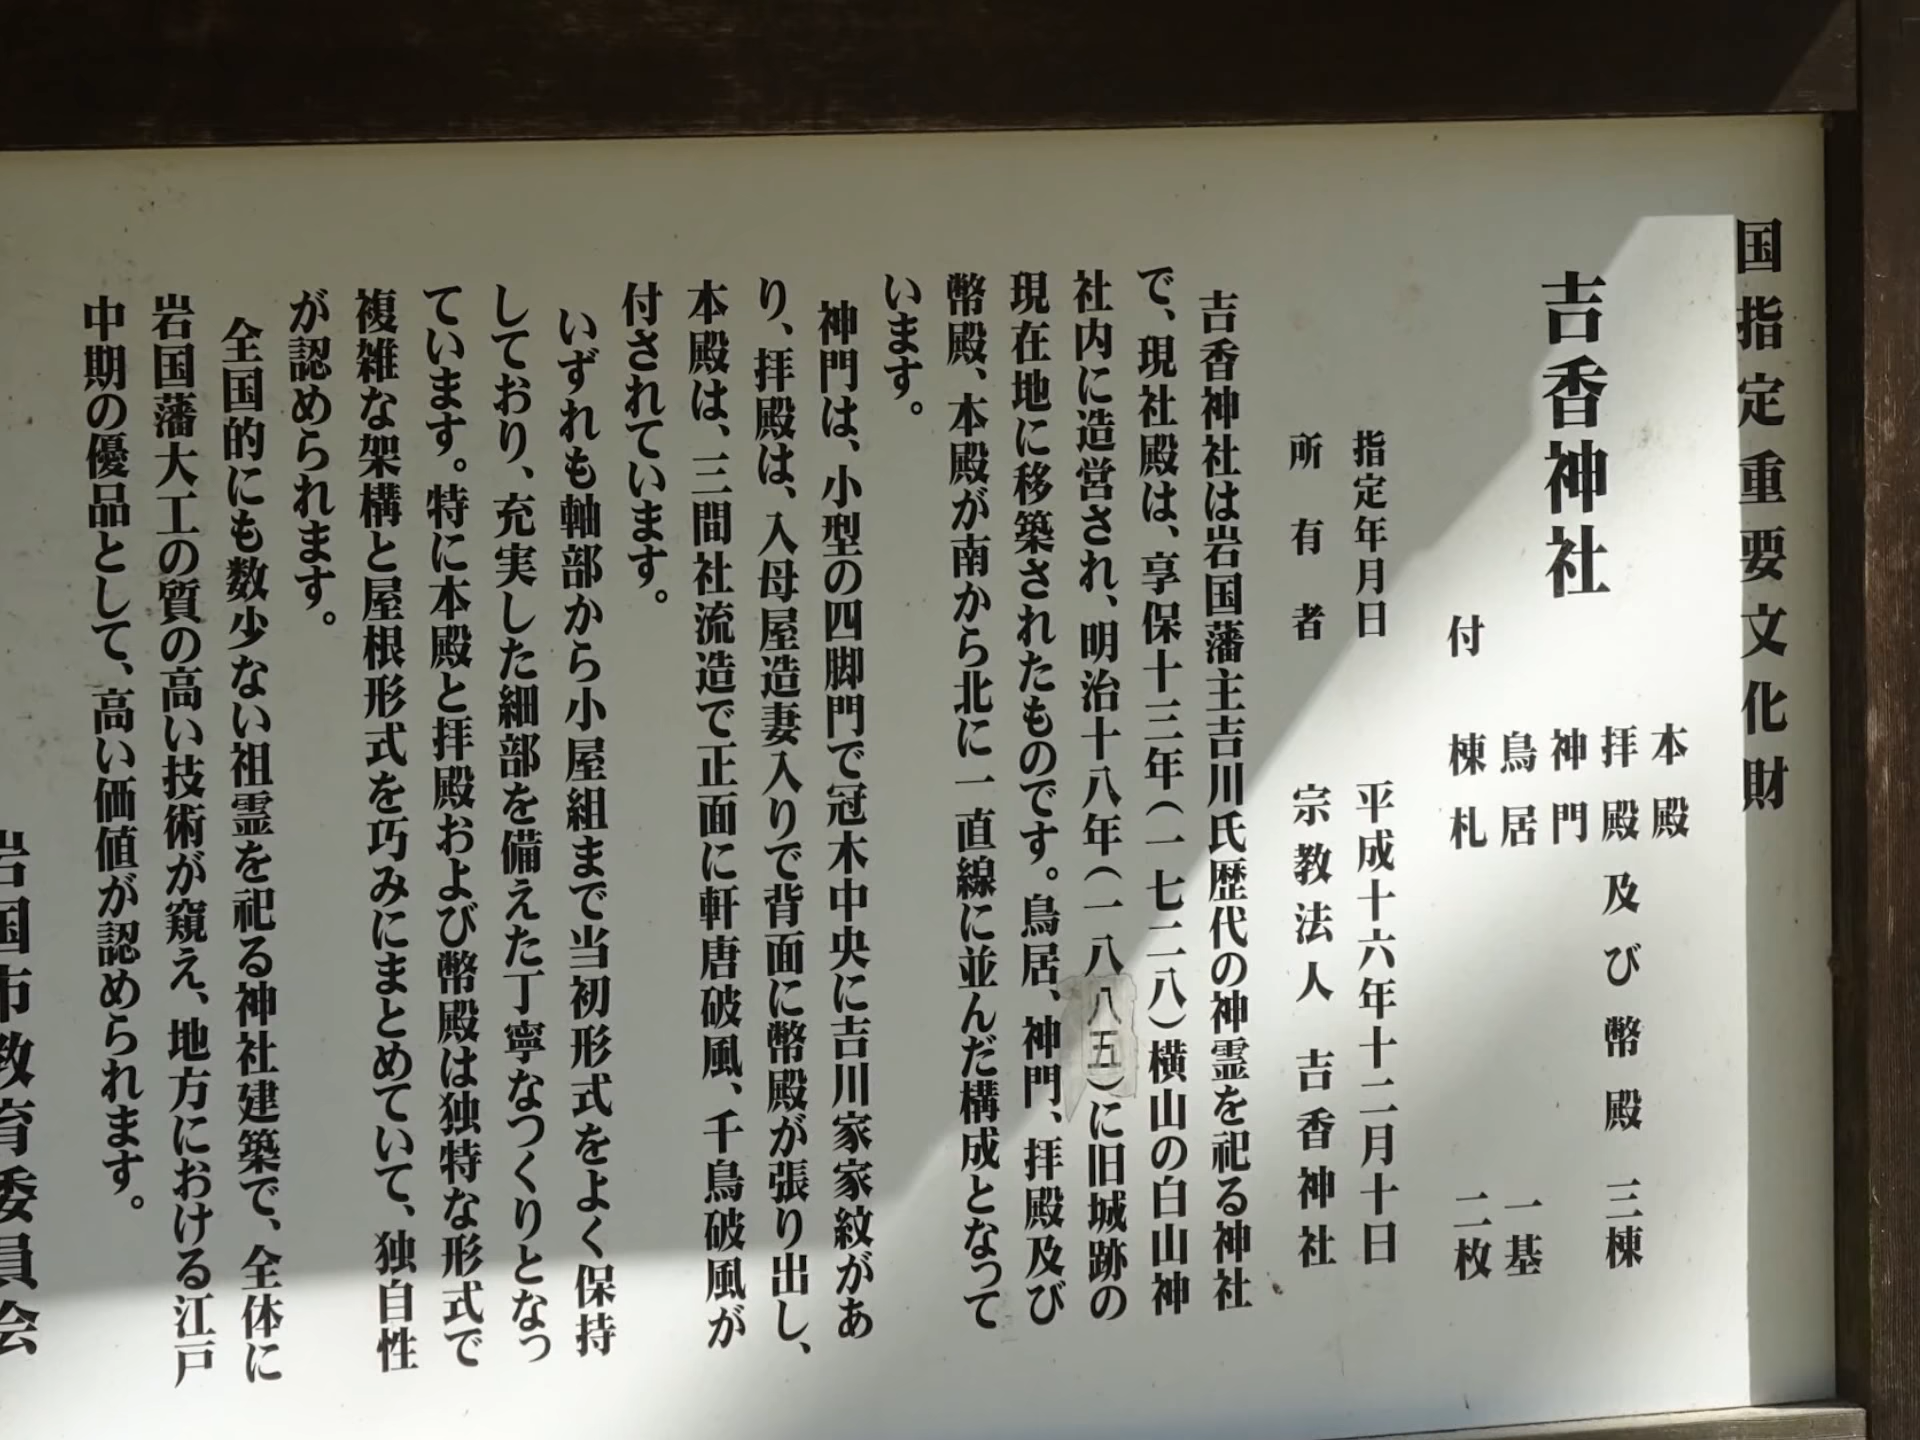 国指定重要文化財
吉香神社
本殿
拝殿及び幣殿 三棟
神門
鳥居 一基
付 棟札 二枚
指定年月日 平成十六年十二月十日
所有者 宗教法人 吉香神社
吉香神社は岩国藩主吉川氏歴代の神霊を祀る神社
で、現社殿は、享保十三年(一七二八)横山の白山神
社内に造営され、明治十八年(一八八五)に旧城跡の
現在地に移築されたものです。鳥居、神門、拝殿及び
幣殿、本殿が南から北に一直線に並んだ構成となって
います。
神門は、小型の四脚門で冠木中央に吉川家家紋があ
り、拝殿は、入母屋造妻入りで背面に幣殿が張り出し、
本殿は、三間社流造で正面に軒唐破風、千鳥破風が
付されています。
いずれも軸部から小屋組まで当初形式をよく保持
しており、充実した細部を備えた丁寧なつくりとなっ
ています。特に本殿と拝殿および幣殿は独特な形式で
複雑な架構と屋根形式を巧みにまとめていて、独自性
が認められます。
全国的にも数少ない祖霊を祀る神社建築で、全体に
岩国藩大工の質の高い技術が窺え、地方における江戸
中期の優品として、高い価値が認められます。
岩国市教育委員会